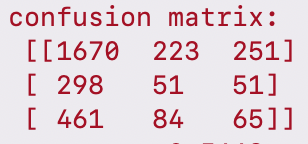 confusion matrix:
[[1670 223 251]
[ 298 51 51]
[ 461 84 65]]